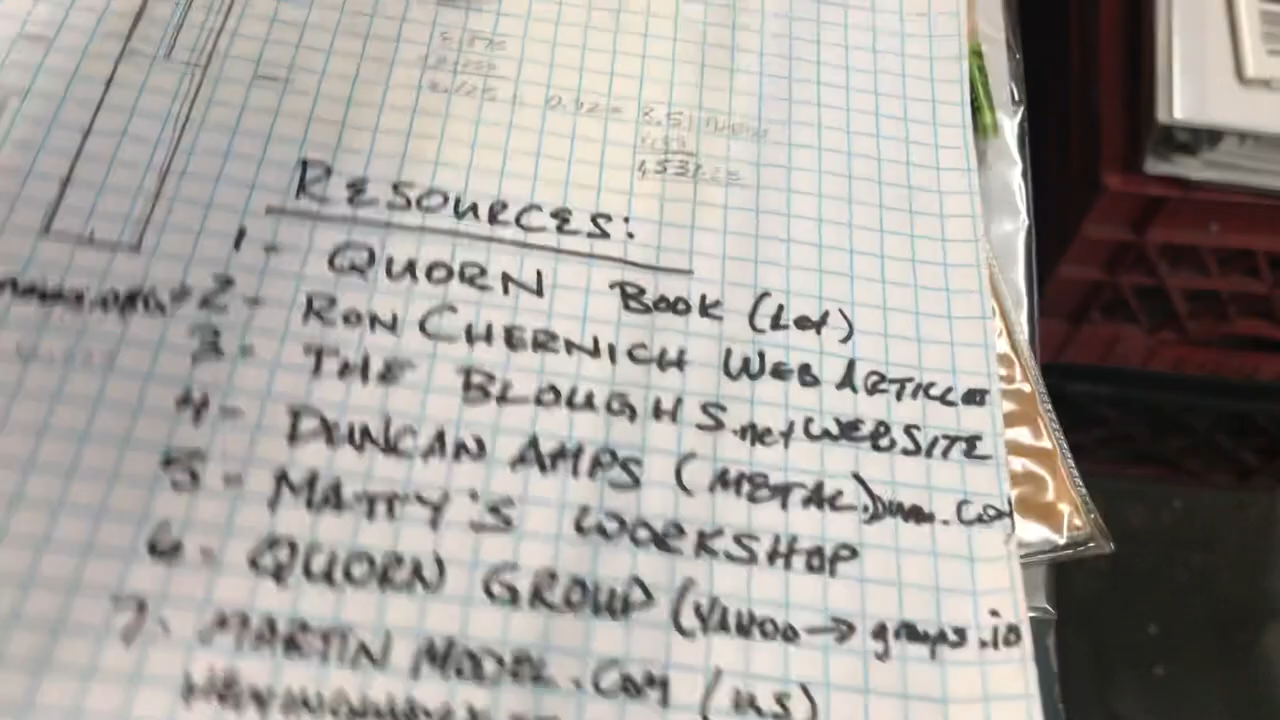 RESOURCES:
1- QUORN BOOK (Lot)
2- RON CHERNICH WEB ARTICLE
3- THE BLOUGHS.net WEBSITE
4- DUNCAN AMPS (METAL.
5- MATTY'S WORKSHOP
6- QUORN GROUP (YAHOO → groups.io
7- MARTIN MODEL.COM (US)